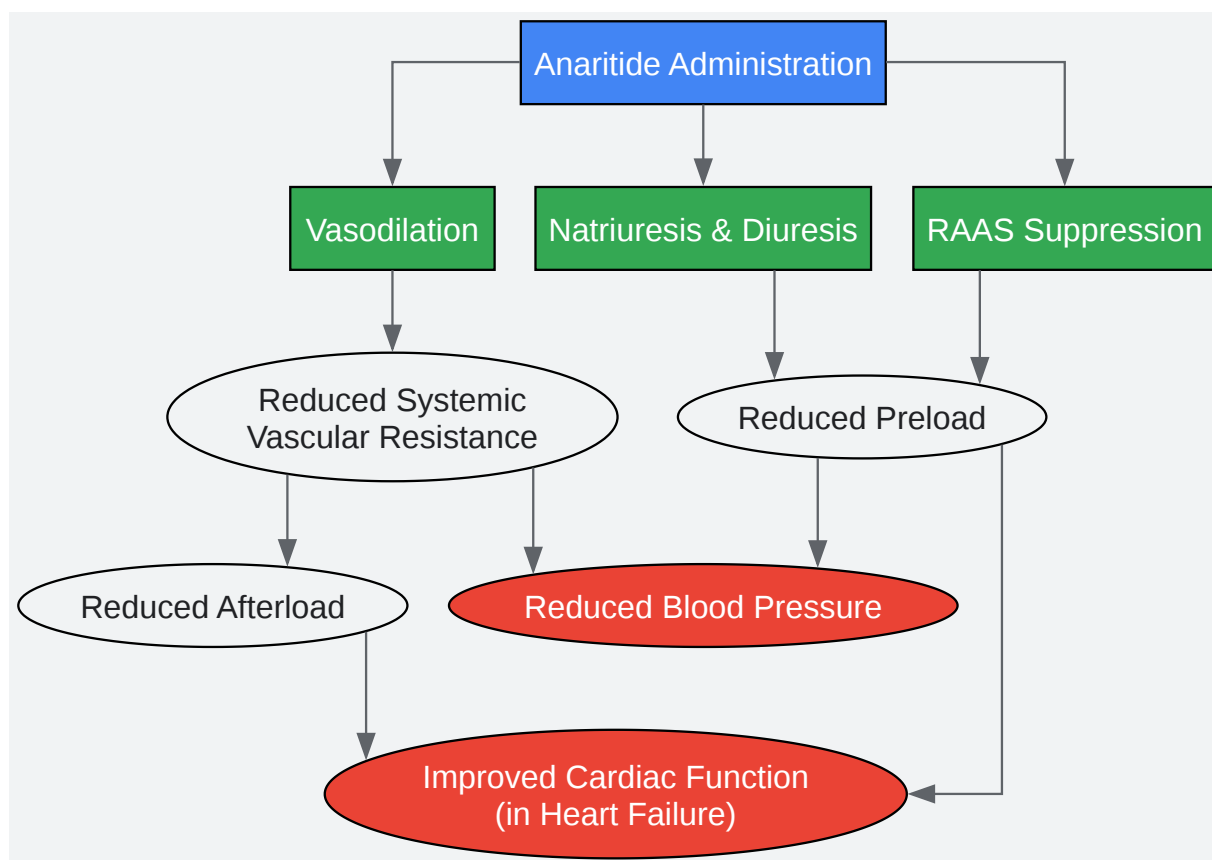 Anaritide Administration
Vasodilation
Natriuresis & Diuresis
RAAS Suppression
Reduced Systemic
Vascular Resistance
Reduced Preload
Reduced Afterload
Reduced Blood Pressure
Improved Cardiac Function
(in Heart Failure)